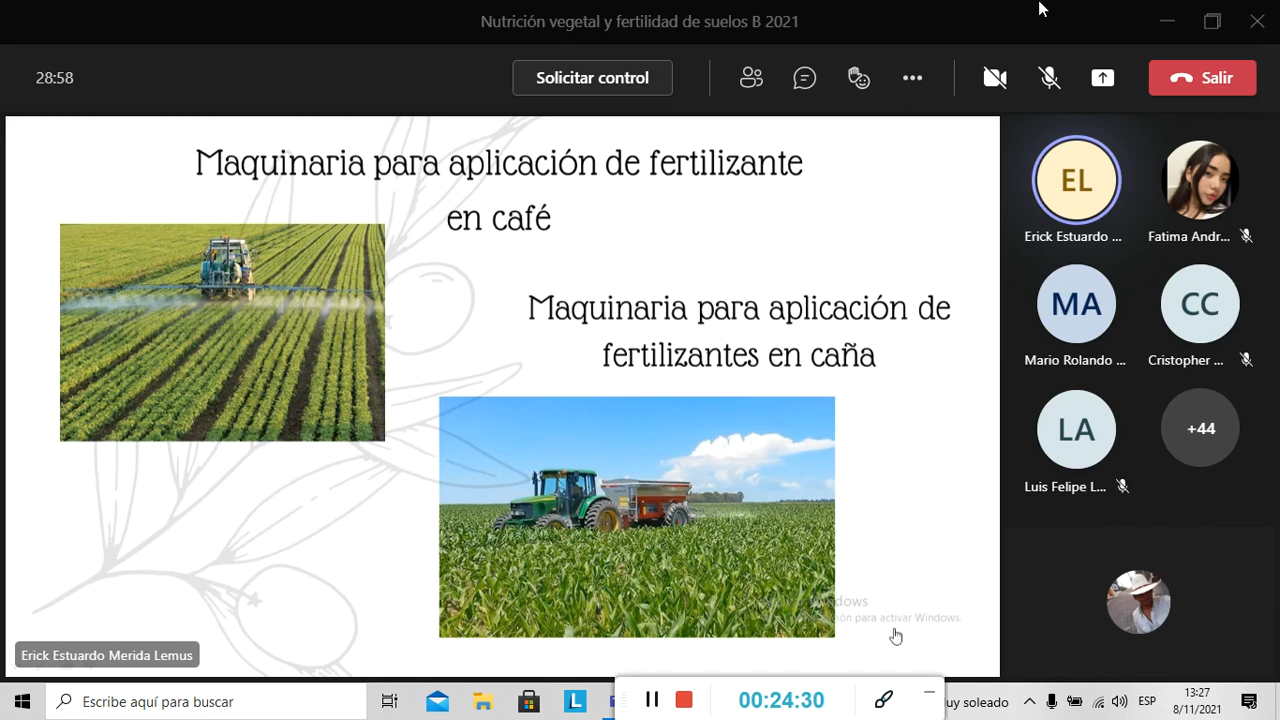 Nutrición vegetal y fertilidad de suelos B 2021
28:58
Solicitar control
Salir
Maquinaria para aplicación de fertilizante
en café
Maquinaria para aplicación de
fertilizantes en caña
EL
Erick Estuardo ...
Fatima Andr...
MA
CC
Mario Rolando ...
Cristopher ...
LA
+44
Luis Felipe L...
para activar Windows.
Erick Estuardo Merida Lemus
Escribe aquí para buscar
L
00:24:30
soleado
ESP
13:27
8/11/2021